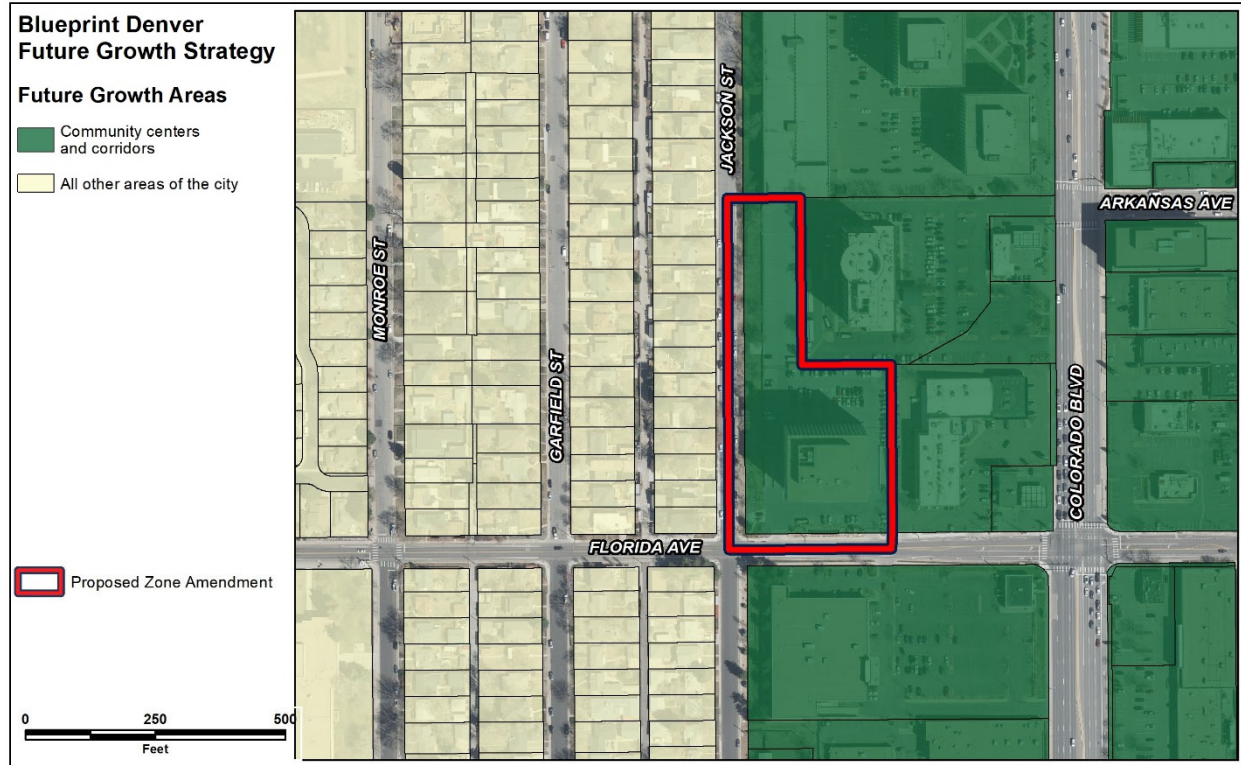 Blueprint Denver
Future Growth Strategy
Future Growth Areas
Community centers
and corridors
All other areas of the city
Proposed Zone Amendment
0 250 500
Feet
MONROE ST
GARFIELD ST
JACKSON ST
ARKANSAS AVE
COLORADO BLVD
FLORIDA AVE